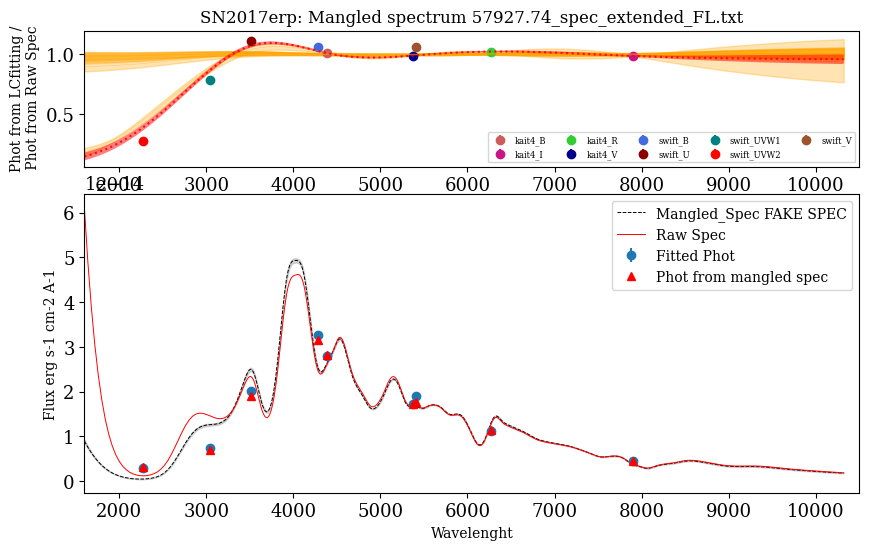 SN2017erp: Mangled spectrum 57927.74_spec_extended_FL.txt
Phot from LCfitting /
Phot from Raw Spec
1.0
0.5
kait4_B kait4_R swift_B swift_UVW1 swift_V
kait4_I kait4_V swift_U swift_UVW2
2000 3000 4000 5000 6000 7000 8000 9000 10000
1e−14
Flux erg s-1 cm-2 A-1
6
5
4
3
2
1
0
Mangled_Spec FAKE SPEC
Raw Spec
Fitted Phot
Phot from mangled spec
2000 3000 4000 5000 6000 7000 8000 9000 10000
Wavelenght